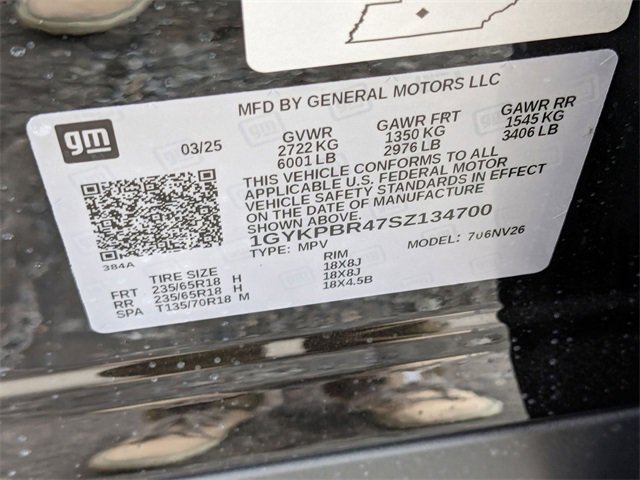 MFD BY GENERAL MOTORS LLC
gm
03/25
GVWR
2722 KG
6001 LB
GAWR FRT
1350 KG
2976 LB
GAWR RR
1545 KG
3406 LB
THIS VEHICLE CONFORMS TO ALL
APPLICABLE U.S. FEDERAL MOTOR
VEHICLE SAFETY STANDARDS IN EFFECT
ON THE DATE OF MANUFACTURE
SHOWN ABOVE.
1GYKPBR47SZ134700
TYPE: MPV
MODEL: 706NV26
384A
TIRE SIZE
RIM
FRT 235/65R18 H 18X8J
RR 235/65R18 H 18X8J
SPA T135/70R18 M 18X4.5B